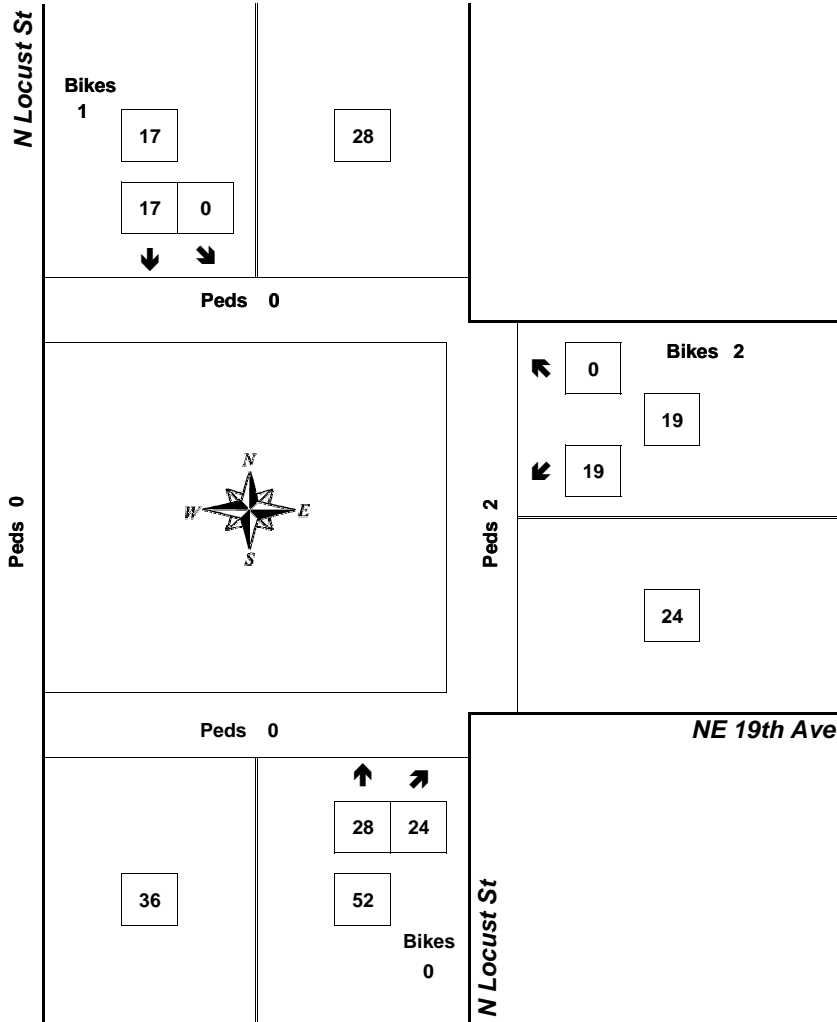 N Locust St
Bikes
1
17
28
17 0
Peds 0
0
Bikes 2
19
19
N
W E
S
Peds 0
Peds 2
24
Peds 0
NE 19th Ave
28 24
36
52
Bikes
0
N Locust St